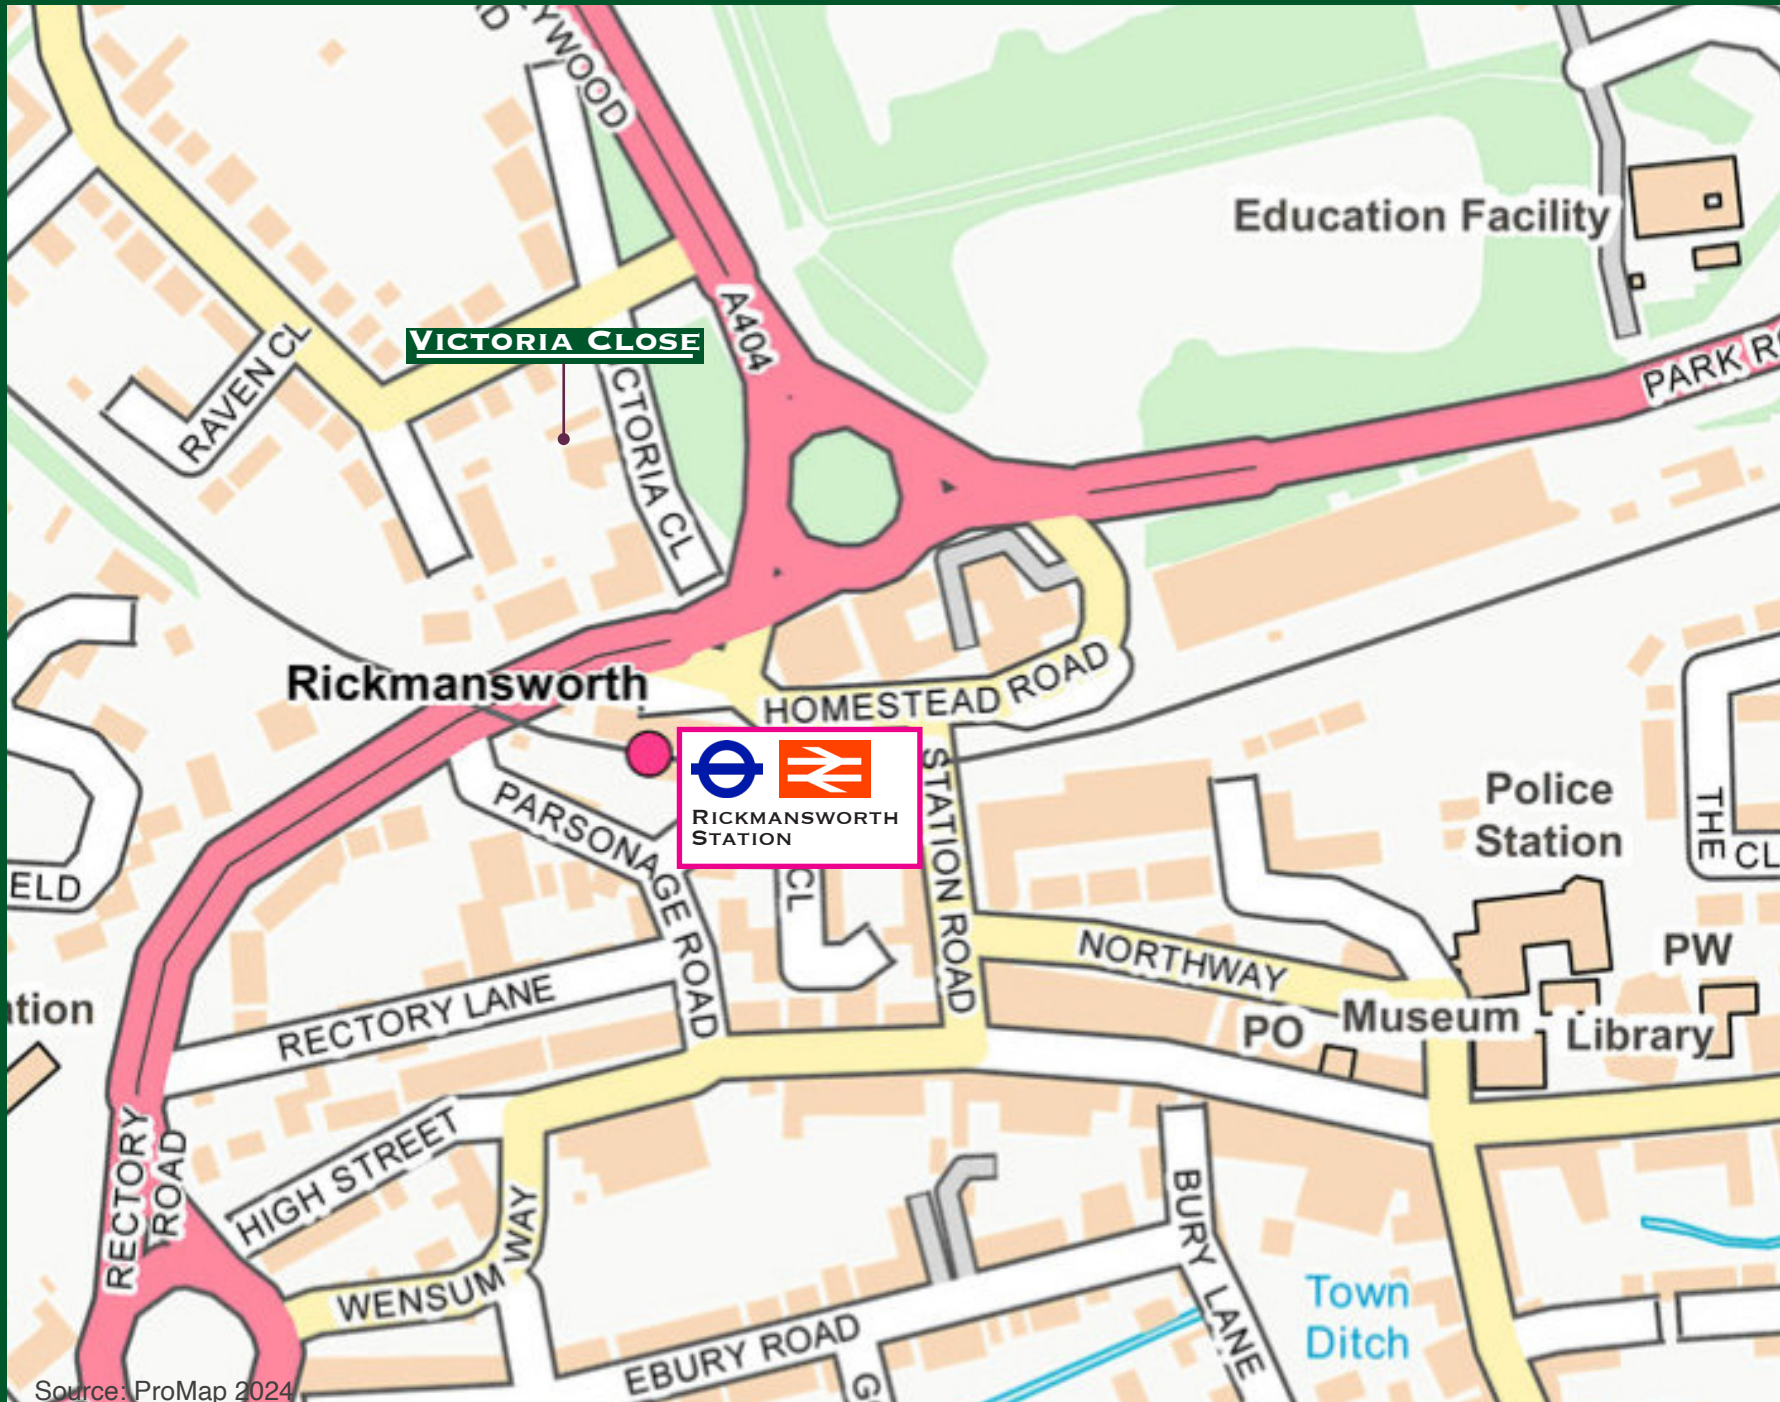 YWOOD
Education Facility
A404
VICTORIA CLOSE
RAVEN CL
CTORIA CL
PARK R
Rickmansworth
HOMESTEAD ROAD
RICKMANSWORTH
STATION
STATION ROAD
PARSONAGE ROAD
CL
Police
Station
THE
CL
ELD
NORTHWAY
PW
RECTORY LANE
ation
PO
Museum
Library
HIGH STREET
RECTORY
ROAD
WENSUM WAY
BURY LANE
Town
Ditch
EBURY ROAD
G
Source: ProMap 2024